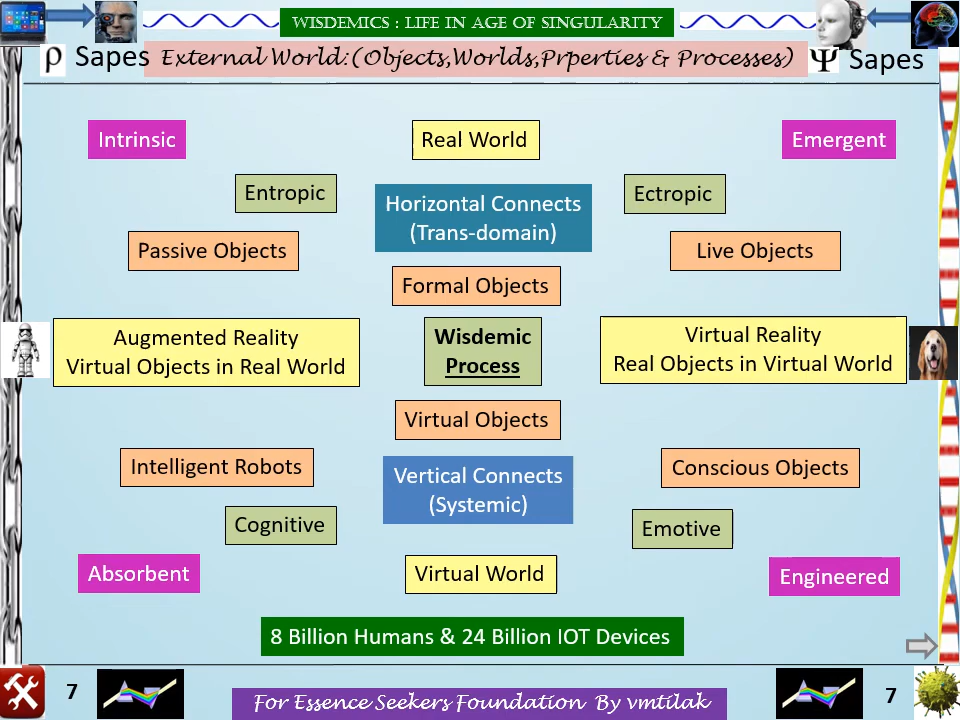 WISDEMICS : LIFE IN AGE OF SINGULARITY
ρ Sapes
External World:(Objects,Worlds,Prperties & Processes)
Ψ Sapes
Intrinsic
Real World
Emergent
Entropic
Horizontal Connects
(Trans-domain)
Ectropic
Passive Objects
Live Objects
Formal Objects
Augmented Reality
Virtual Objects in Real World
Wisdemic
Process
Virtual Reality
Real Objects in Virtual World
Virtual Objects
Intelligent Robots
Vertical Connects
(Systemic)
Conscious Objects
Cognitive
Emotive
Absorbent
Virtual World
Engineered
8 Billion Humans & 24 Billion IOT Devices
7
For Essence Seekers Foundation By vmtilak
7